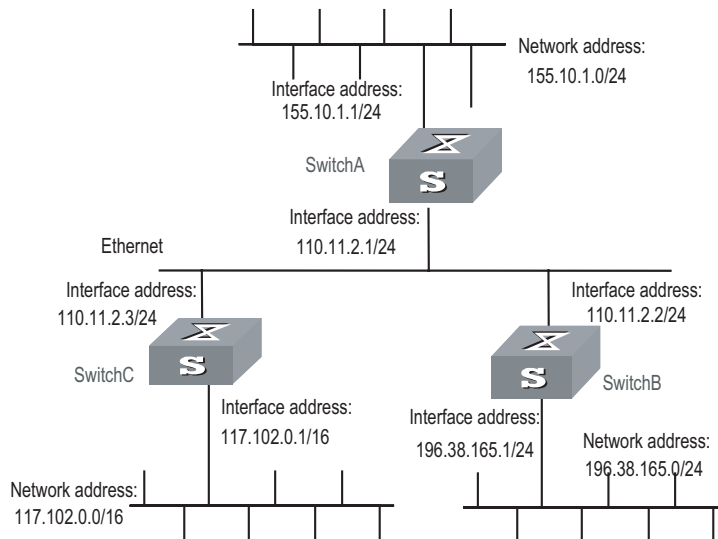 Network address:
155.10.1.0/24
Interface address:
155.10.1.1/24
SwitchA
S
Interface address:
110.11.2.1/24
Ethernet
Interface address:
110.11.2.3/24
Interface address:
110.11.2.2/24
SwitchC
S
S
SwitchB
Interface address:
117.102.0.1/16
Interface address:
196.38.165.1/24
Network address:
196.38.165.0/24
Network address:
117.102.0.0/16